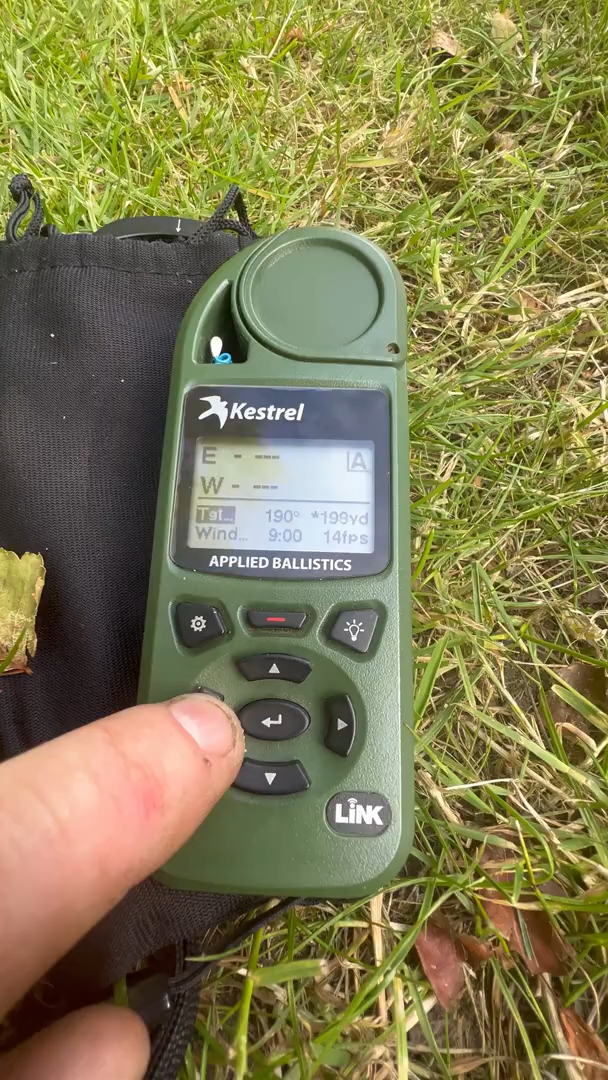 Kestrel
E - --- A
W - ---
Tgt... 190° *199yd
Wind... 9:00 14fps
APPLIED BALLISTICS
LiNK